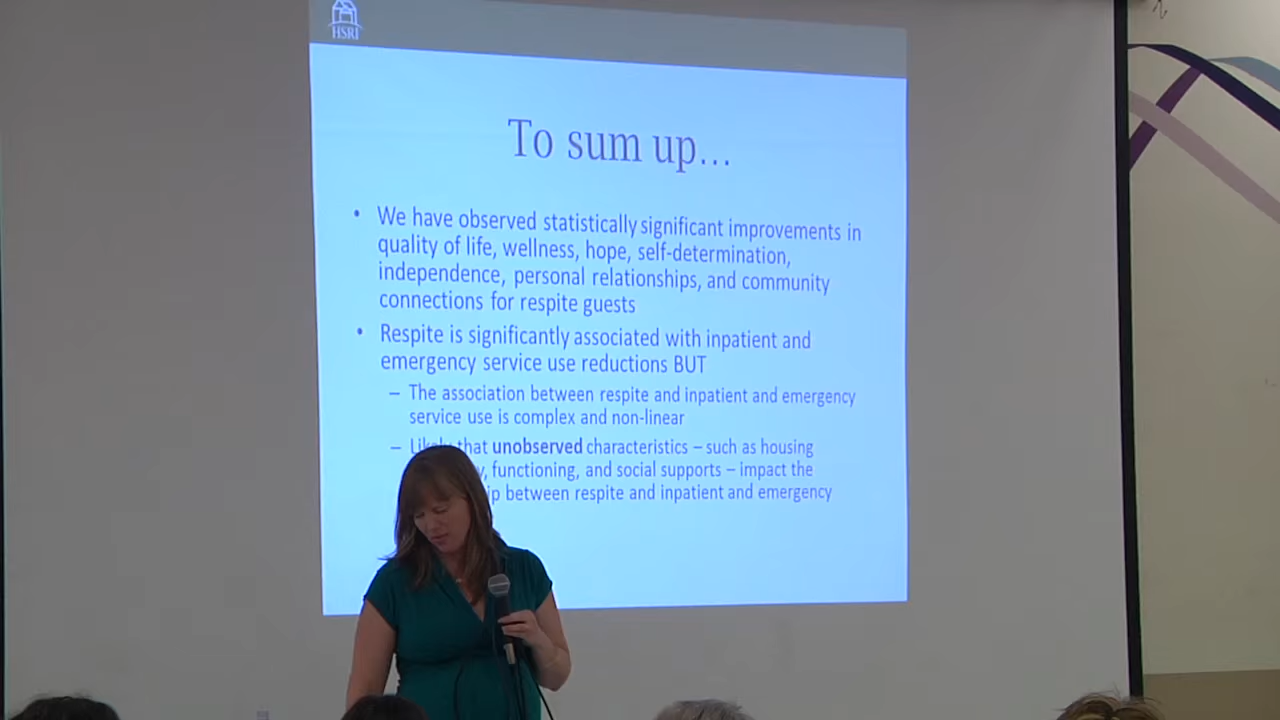 HSRI
To sum up...
• We have observed statistically significant improvements in
quality of life, wellness, hope, self-determination,
independence, personal relationships, and community
connections for respite guests
• Respite is significantly associated with inpatient and
emergency service use reductions BUT
– The association between respite and inpatient and emergency
service use is complex and non-linear
– Likely that unobserved characteristics – such as housing
functioning, and social supports – impact the
between respite and inpatient and emergency